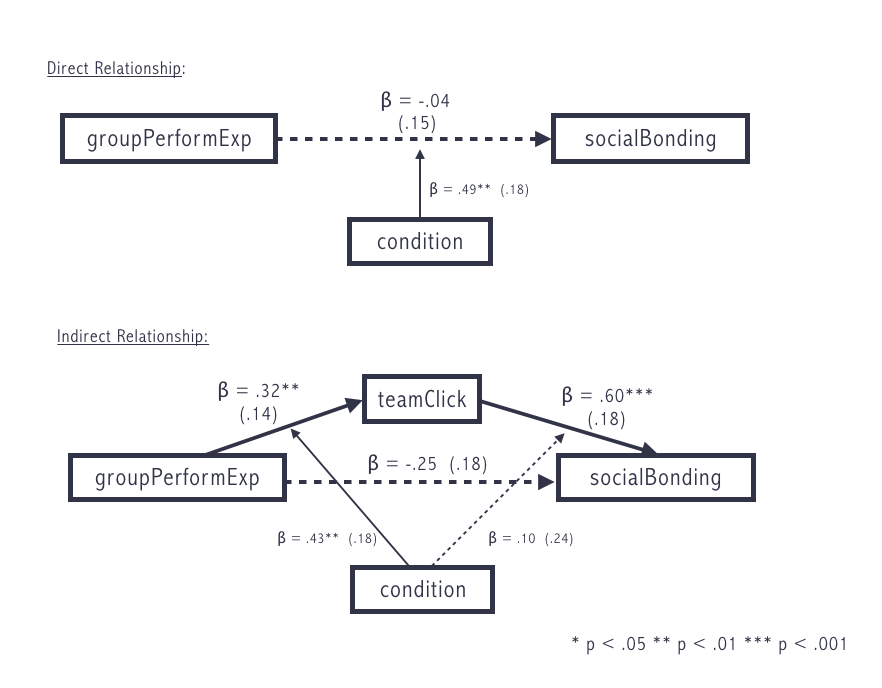 Direct Relationship:
β = -.04
(.15)
groupPerformExp
socialBonding
β = .49** (.18)
condition
Indirect Relationship:
β = .32**
(.14)
teamClick
β = .60***
(.18)
groupPerformExp
β = -.25 (.18)
socialBonding
β = .43** (.18)
β = .10 (.24)
condition
* p < .05 ** p < .01 *** p < .001